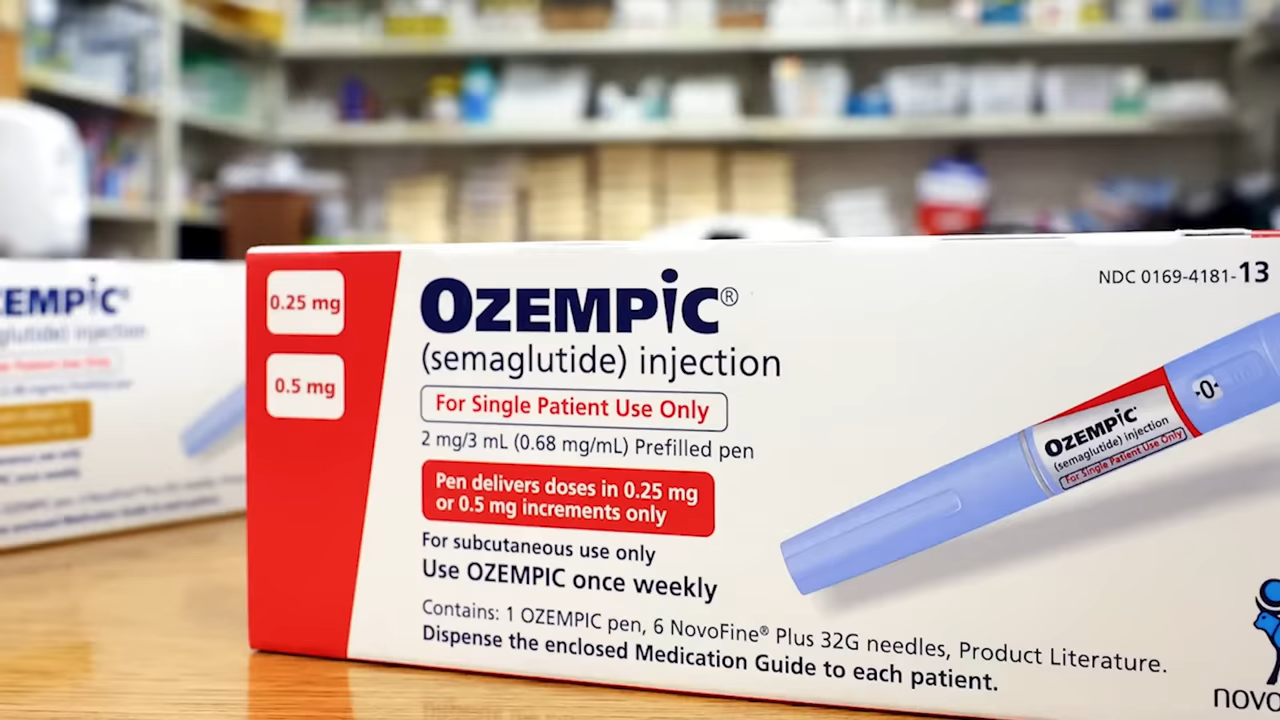 0.25 mg
0.5 mg
OZEMPIC®
(semaglutide) injection
For Single Patient Use Only
2 mg/3 mL (0.68 mg/mL) Prefilled pen
Pen delivers doses in 0.25 mg
or 0.5 mg increments only
For subcutaneous use only
Use OZEMPIC once weekly
Contains: 1 OZEMPIC pen, 6 NovoFine® Plus 32G needles, Product Literature.
Dispense the enclosed Medication Guide to each patient.
NDC 0169-4181-13
OZEMPIC®
(semaglutide) injection
For Single Patient Use Only
-0-
novo